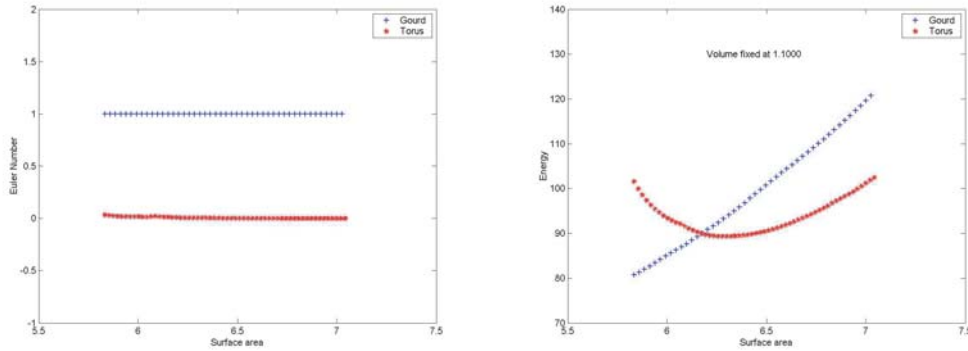 2
1.5
1
0.5
0
-0.5
-1
5.5 6 6.5 7 7.5
Surface area
Euler Number
Gourd
Torus
140
130
120
110
100
90
80
70
5.5 6 6.5 7 7.5
Surface area
Energy
Volume fixed at 1.1000
Gourd
Torus